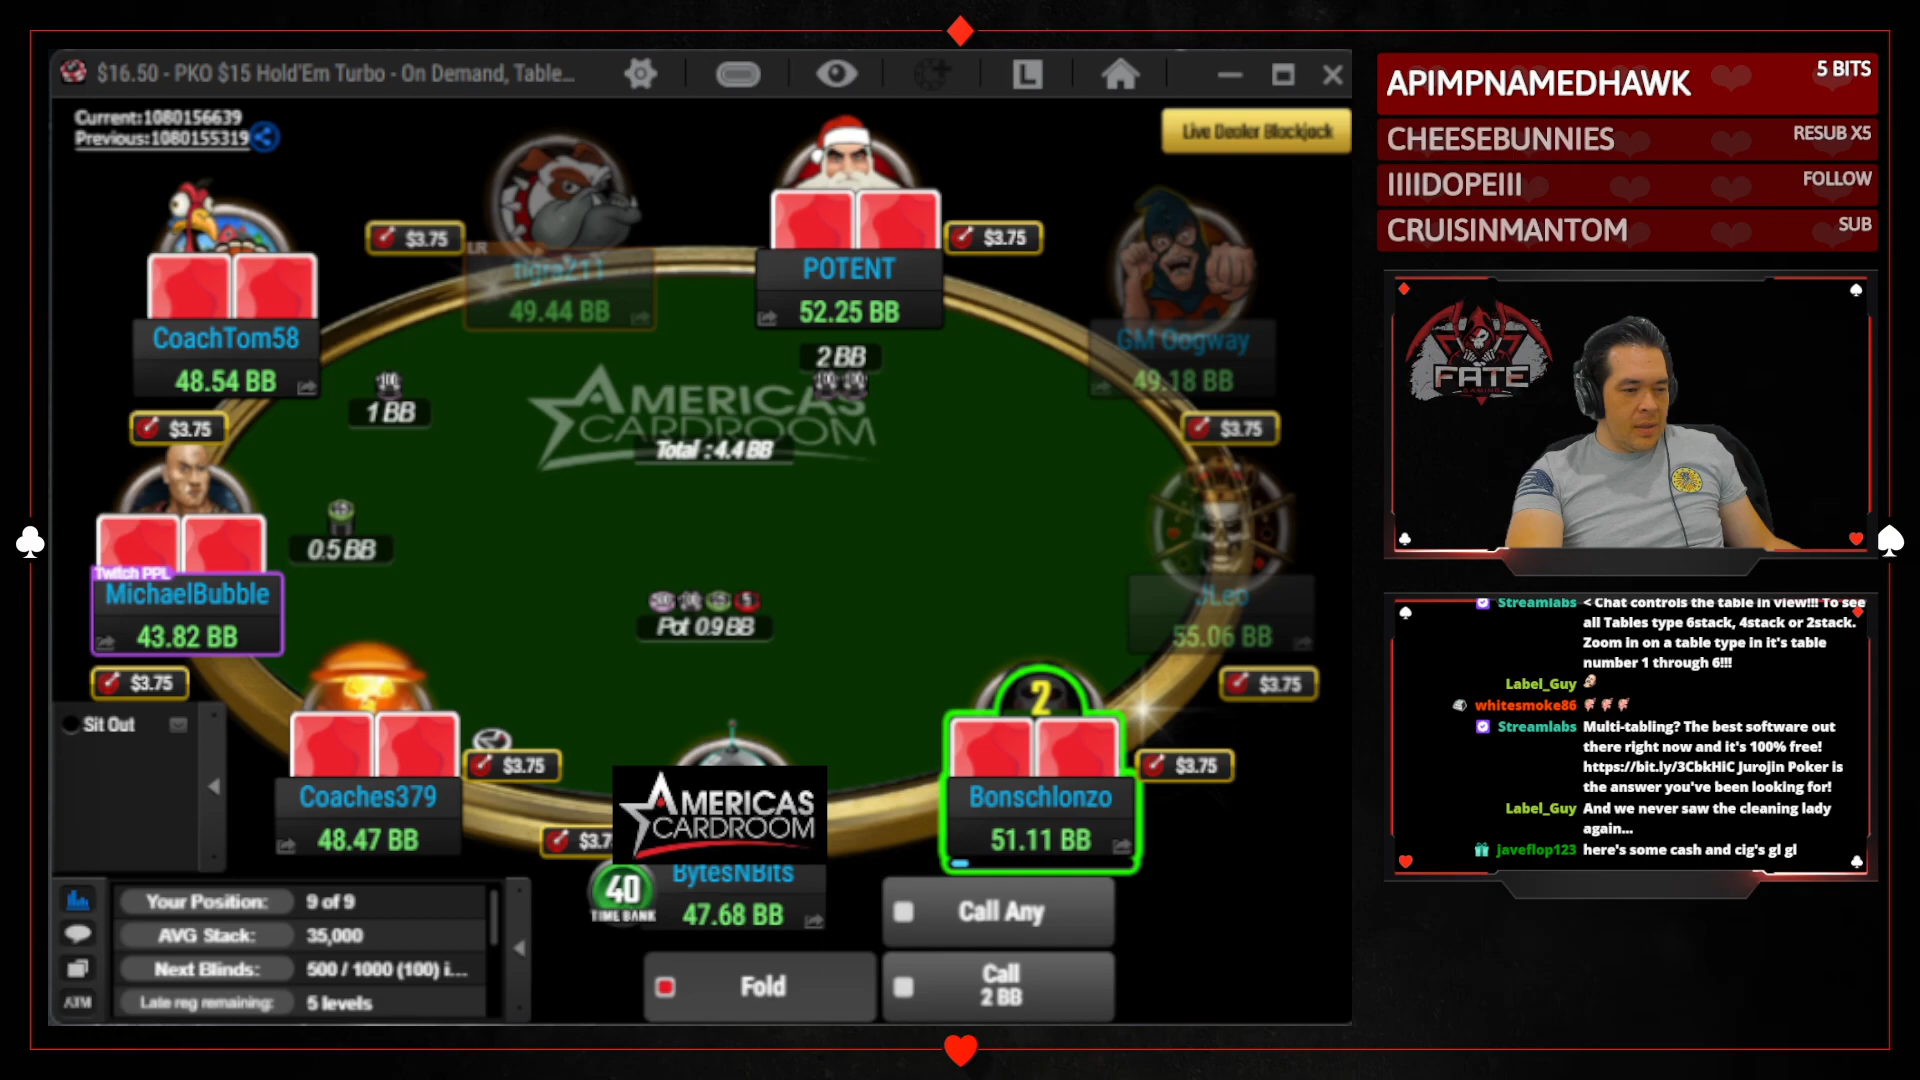 $16.50 - PKO $15 Hold'Em Turbo - On Demand, Table...
L
Current:1080156639
Previous:1080155319
Live Dealer Blackjack
$3.75
LR
tigra211
49.44 BB
POTENT
52.25 BB
$3.75
GM Oogway
49.18 BB
$3.75
CoachTom58
48.54 BB
$3.75
1 BB
2 BB
AMERICAS
CARDROOM
Total : 4.4 BB
0.5 BB
Pot 0.9 BB
Twitch PPL
MichaelBubble
43.82 BB
$3.75
JLeo
55.06 BB
$3.75
Sit Out
Coaches379
48.47 BB
$3.75
AMERICAS
CARDROOM
$3.7
40
TIME BANK
BytesNBits
47.68 BB
2
Bonschlonzo
51.11 BB
$3.75
Your Position: 9 of 9
AVG Stack: 35,000
Next Blinds: 500 / 1000 (100) i...
Late reg remaining: 5 levels
ATM
Call Any
Fold
Call
2 BB
APIMPNAMEDHAWK 5 BITS
CHEESEBUNNIES RESUB X5
IIIIDOPEIII FOLLOW
CRUISINMANTOM SUB
FATE
GAMING
Streamlabs < Chat controls the table in view!!! To see
all Tables type 6stack, 4stack or 2stack.
Zoom in on a table type in it's table
number 1 through 6!!!
Label_Guy
whitesmoke86
Streamlabs Multi-tabling? The best software out
there right now and it's 100% free!
https://bit.ly/3CbkHiC Jurojin Poker is
the answer you've been looking for!
Label_Guy And we never saw the cleaning lady
again...
javeflop123 here's some cash and cig's gl gl